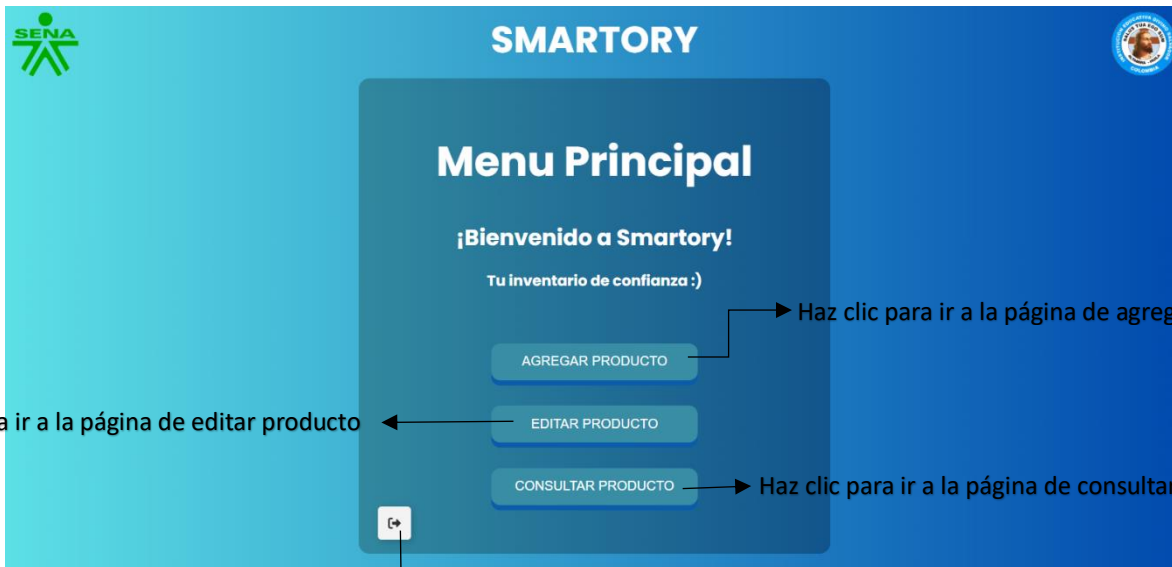 SENA
SMARTORY
Menu Principal
¡Bienvenido a Smartory!
Tu inventario de confianza :)
Haz clic para ir a la página de
AGREGAR PRODUCTO
ir a la página de editar producto
EDITAR PRODUCTO
CONSULTAR PRODUCTO
Haz clic para ir a la página de consultar
COLOMBIA